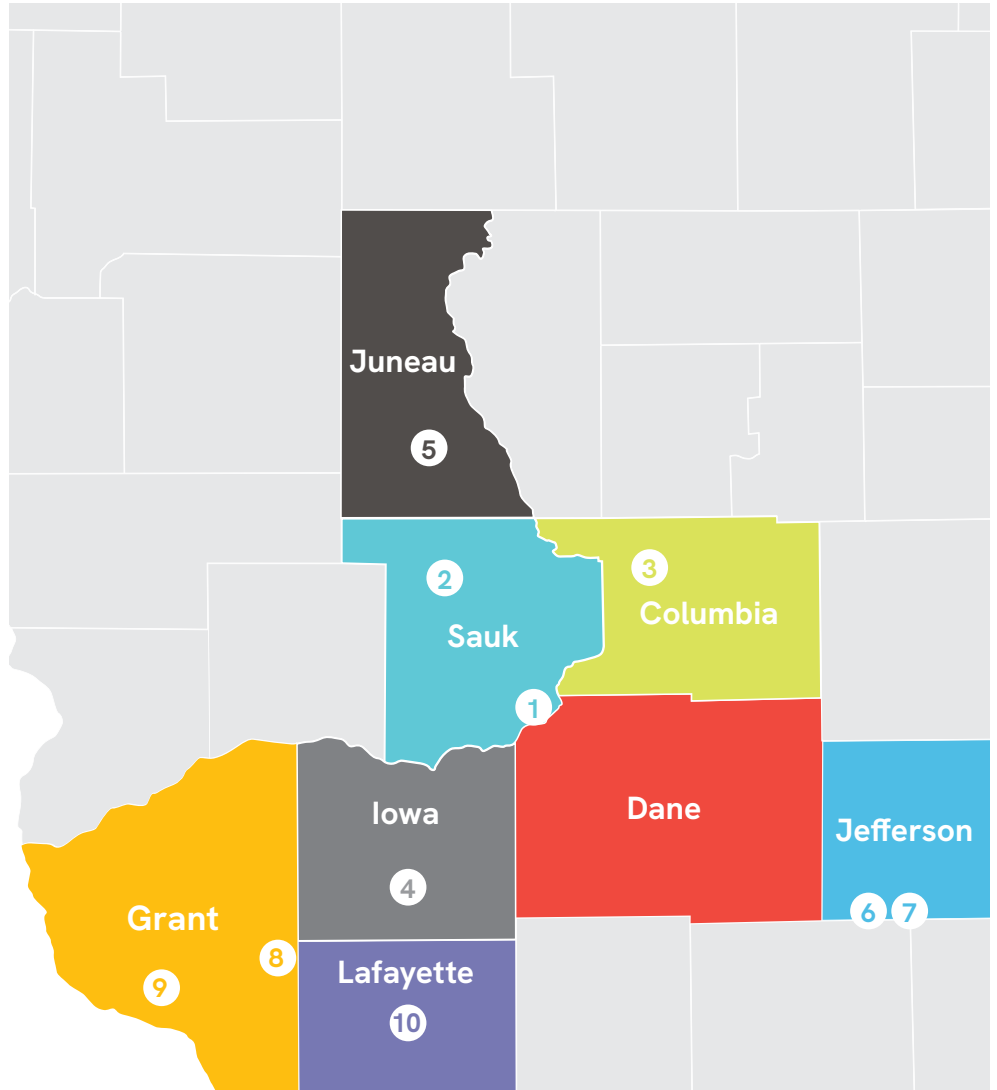 Juneau
5
2
3
Columbia
Sauk
1
Dane
Iowa
Jefferson
4
6 7
Grant
8
Lafayette
9
10